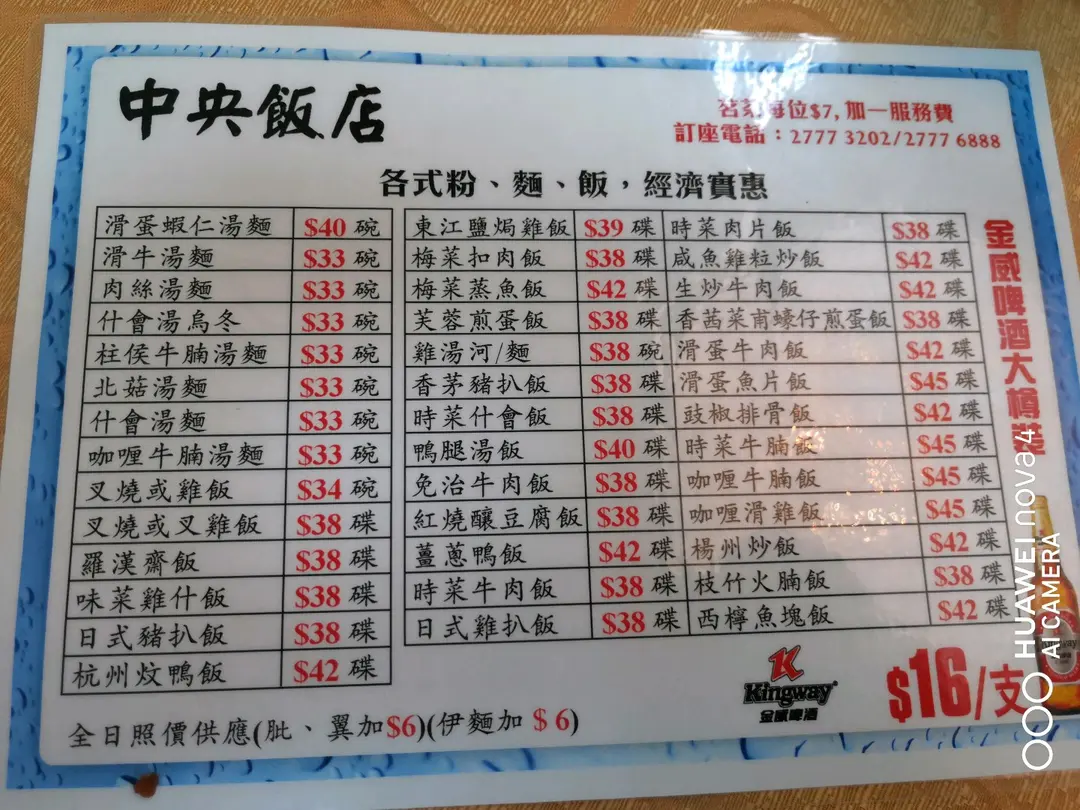 中央飯店
茗茶每位$7,加一服務費
訂座電話：2777 3202/2777 6888
各式粉、麵、飯，經濟實惠
滑蛋蝦仁湯麵 $40 碗
滑牛湯麵 $33 碗
肉絲湯麵 $33 碗
什會湯烏冬 $33 碗
柱侯牛腩湯麵 $33 碗
北菇湯麵 $33 碗
什會湯麵 $33 碗
咖喱牛腩湯麵 $33 碗
叉燒或雞飯 $34 碗
叉燒或叉雞飯 $38 碟
羅漢齋飯 $38 碟
味菜雞什飯 $38 碟
日式豬扒飯 $38 碟
杭州炆鴨飯 $42 碟
東江鹽焗雞飯 $39 碟
梅菜扣肉飯 $38 碟
梅菜蒸魚飯 $42 碟
芙蓉煎蛋飯 $38 碟
雞湯河/麵 $38 碗
香茅豬扒飯 $38 碟
時菜什會飯 $38 碟
鴨腿湯飯 $40 碟
免治牛肉飯 $38 碟
紅燒釀豆腐飯 $38 碟
薑蔥鴨飯 $42 碟
時菜牛肉飯 $38 碟
日式雞扒飯 $38 碟
時菜肉片飯 $38 碟
咸魚雞粒炒飯 $42 碟
生炒牛肉飯 $42 碟
香茜菜甫蠔仔煎蛋飯 $38 碟
滑蛋牛肉飯 $42 碟
滑蛋魚片飯 $45 碟
豉椒排骨飯 $42 碟
時菜牛腩飯 $45 碟
咖喱牛腩飯 $45 碟
咖喱滑雞飯 $45 碟
楊州炒飯 $42 碟
枝竹火腩飯 $38 碟
西檸魚塊飯 $42 碟
金威啤酒大樽裝
Kingway
金威啤酒
$16/支
全日照價供應(肶、翼加$6)(伊麵加 $ 6)
HUAWEI nova 4
AI CAMERA